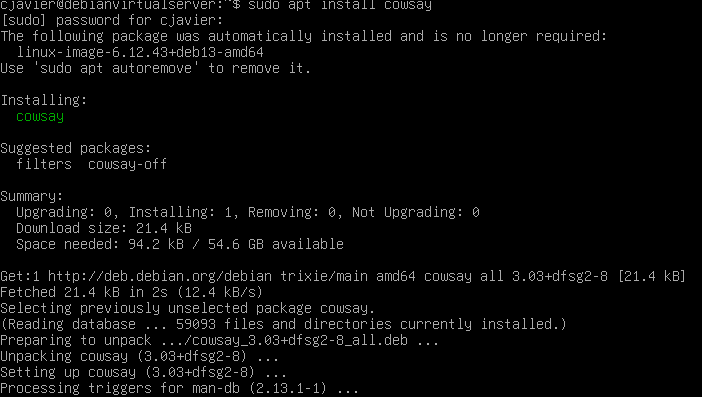 cjavier@debianvirtualserver:~$ sudo apt install cowsay
[sudo] password for cjavier:
The following package was automatically installed and is no longer required:
  linux-image-6.12.43+deb13-amd64
Use 'sudo apt autoremove' to remove it.

Installing:
  cowsay

Suggested packages:
  filters  cowsay-off

Summary:
  Upgrading: 0, Installing: 1, Removing: 0, Not Upgrading: 0
  Download size: 21.4 kB
  Space needed: 94.2 kB / 54.6 GB available

Get:1 http://deb.debian.org/debian trixie/main amd64 cowsay all 3.03+dfsg2-8 [21.4 kB]
Fetched 21.4 kB in 2s (12.4 kB/s)
Selecting previously unselected package cowsay.
(Reading database ... 59093 files and directories currently installed.)
Preparing to unpack .../cowsay_3.03+dfsg2-8_all.deb ...
Unpacking cowsay (3.03+dfsg2-8) ...
Setting up cowsay (3.03+dfsg2-8) ...
Processing triggers for man-db (2.13.1-1) ...